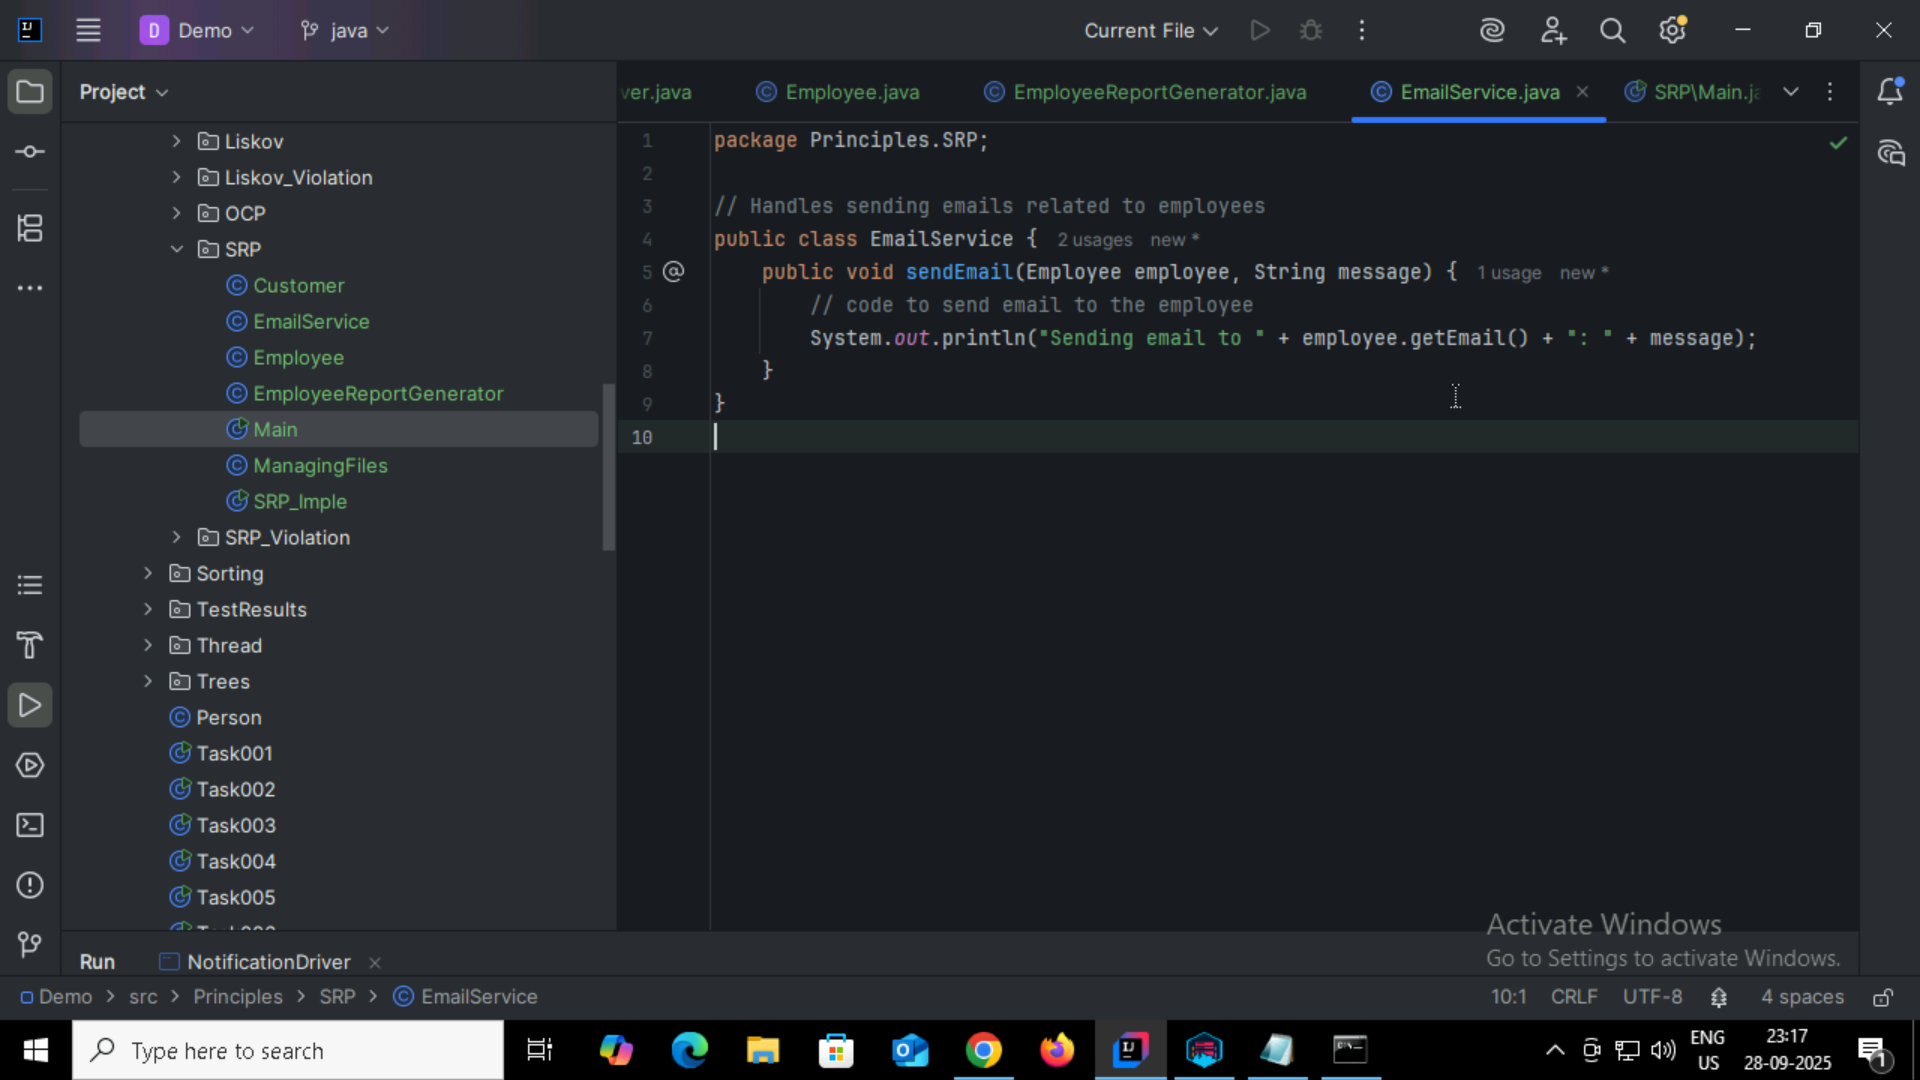 Demo
java
Current File
Project
ver.java
Employee.java
EmployeeReportGenerator.java
EmailService.java
SRP\Main.ja
Liskov
Liskov_Violation
OCP
SRP
Customer
EmailService
Employee
EmployeeReportGenerator
Main
ManagingFiles
SRP_Imple
SRP_Violation
Sorting
TestResults
Thread
Trees
Person
Task001
Task002
Task003
Task004
Task005
1 package Principles.SRP;
2
3 // Handles sending emails related to employees
4 public class EmailService { 2 usages new *
5 public void sendEmail(Employee employee, String message) { 1 usage new *
6 // code to send email to the employee
7 System.out.println("Sending email to " + employee.getEmail() + ": " + message);
8 }
9 }
10
Activate Windows
Go to Settings to activate Windows.
Run
NotificationDriver
Demo > src > Principles > SRP > EmailService
10:1 CRLF UTF-8 4 spaces
Type here to search
ENG
US
23:17
28-09-2025
1